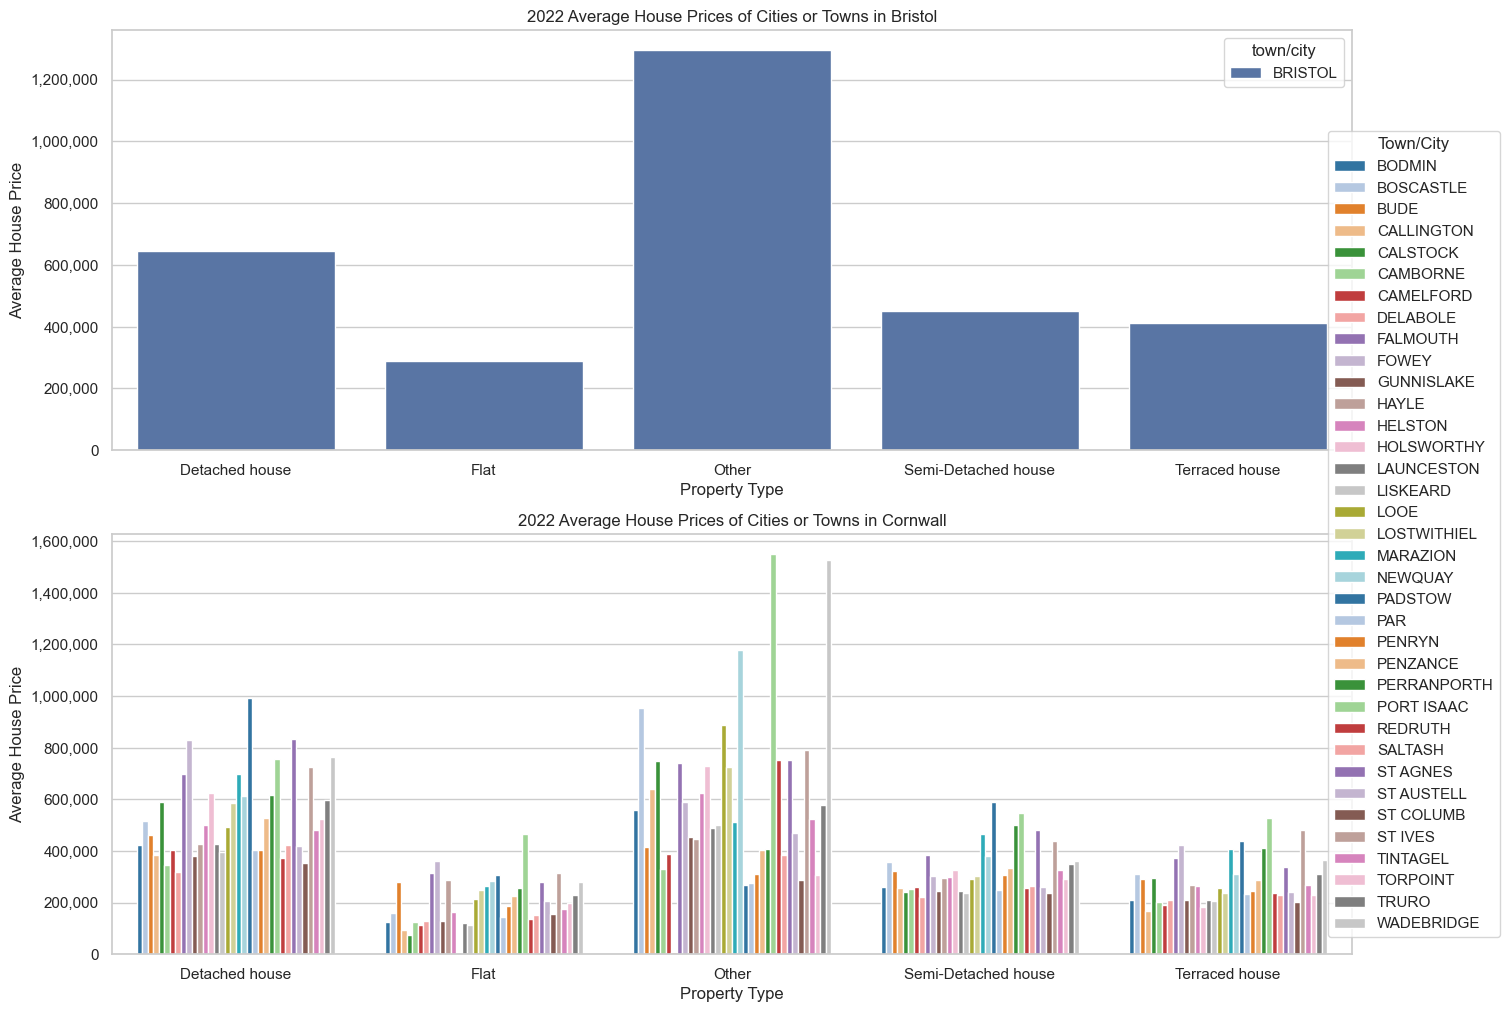 2022 Average House Prices of Cities or Towns in Bristol
town/city
BRISTOL
1,200,000
1,000,000
800,000
600,000
400,000
200,000
0
Average House Price
Detached house
Flat
Other
Semi-Detached house
Terraced house
Property Type
2022 Average House Prices of Cities or Towns in Cornwall
1,600,000
1,400,000
1,200,000
1,000,000
800,000
600,000
400,000
200,000
0
Average House Price
Detached house
Flat
Other
Semi-Detached house
Terraced house
Property Type
Town/City
BODMIN
BOSCASTLE
BUDE
CALLINGTON
CALSTOCK
CAMBORNE
CAMELFORD
DELABOLE
FALMOUTH
FOWEY
GUNNISLAKE
HAYLE
HELSTON
HOLSWORTHY
LAUNCESTON
LISKEARD
LOOE
LOSTWITHIEL
MARAZION
NEWQUAY
PADSTOW
PAR
PENRYN
PENZANCE
PERRANPORTH
PORT ISAAC
REDRUTH
SALTASH
ST AGNES
ST AUSTELL
ST COLUMB
ST IVES
TINTAGEL
TORPOINT
TRURO
WADEBRIDGE